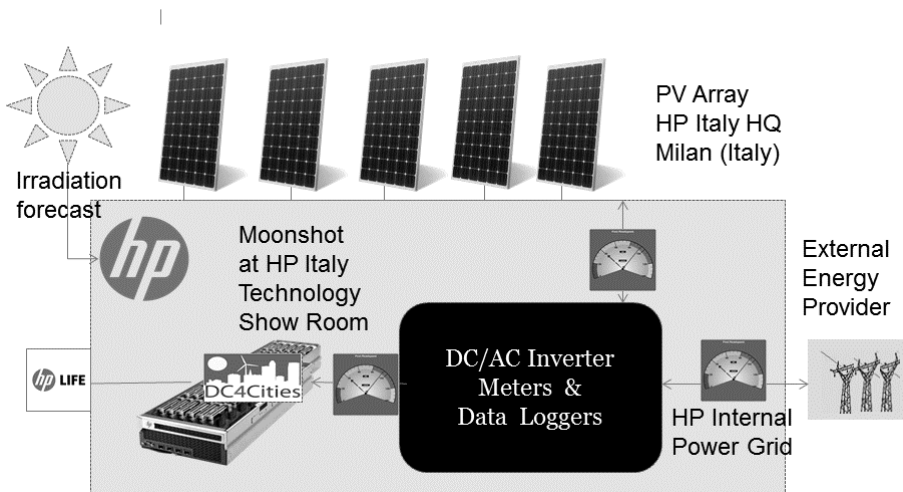 PV Array
HP Italy HQ
Milan (Italy)
Irradiation
forecast
hp
Moonshot
at HP Italy
Technology
Show Room
External
Energy
Provider
hp LIFE
DC4Cities
DC/AC Inverter
Meters &
Data Loggers
HP Internal
Power Grid